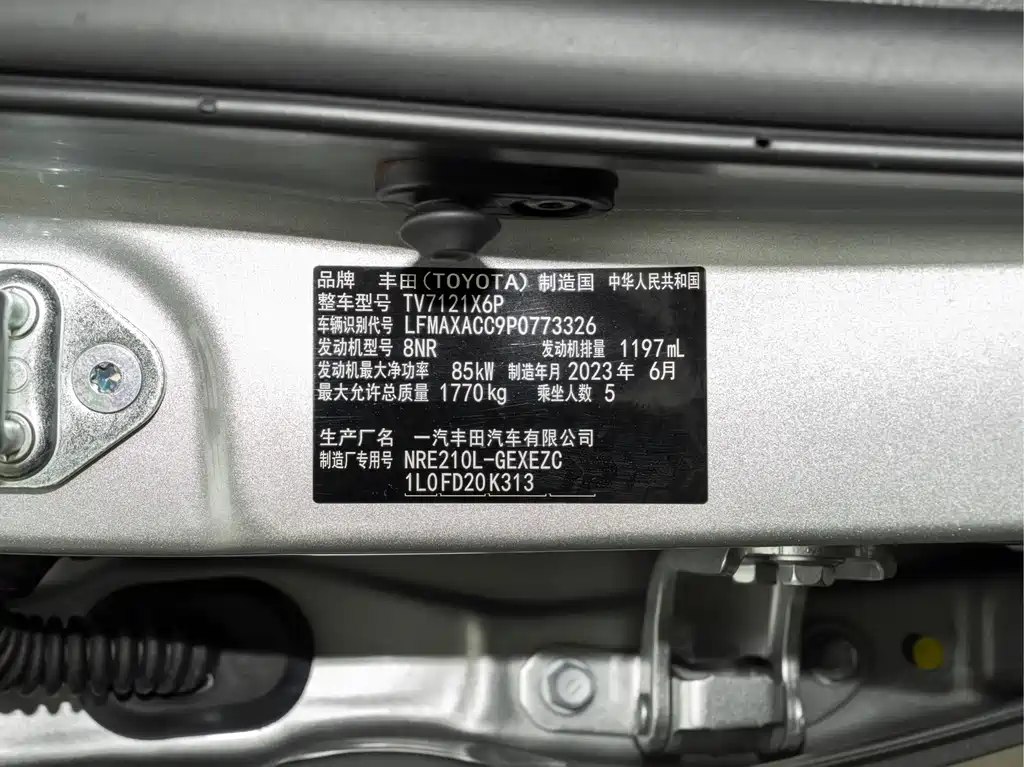 品牌 丰田(TOYOTA) 制造国 中华人民共和国
整车型号 TV7121X6P
车辆识别代号 LFMAXACC9P0773326
发动机型号 8NR 发动机排量 1197mL
发动机最大净功率 85kW 制造年月 2023年 6月
最大允许总质量 1770kg 乘坐人数 5
生产厂名 一汽丰田汽车有限公司
制造厂专用号 NRE210L-GEXEZC
1L0FD20K313